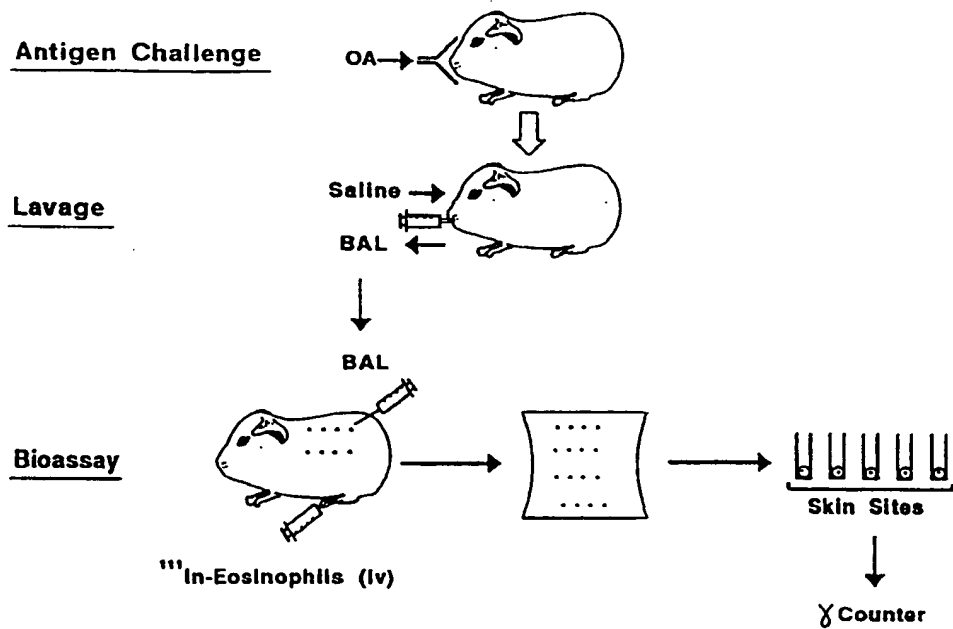 Antigen Challenge
OA
Saline
Lavage
BAL
BAL
Bioassay
¹¹¹In-Eosinophils (iv)
Skin Sites
γ Counter